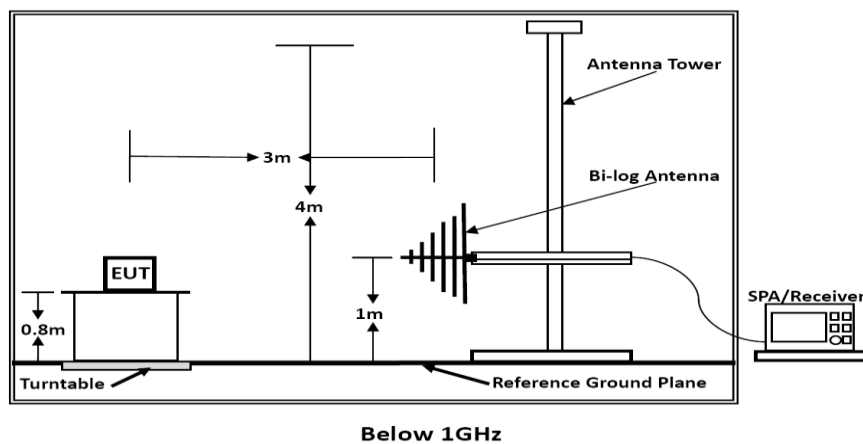 Antenna Tower
3m
Bi-log Antenna
4m
EUT
SPA/Receiver
0.8m
1m
Turntable
Reference Ground Plane
Below 1GHz